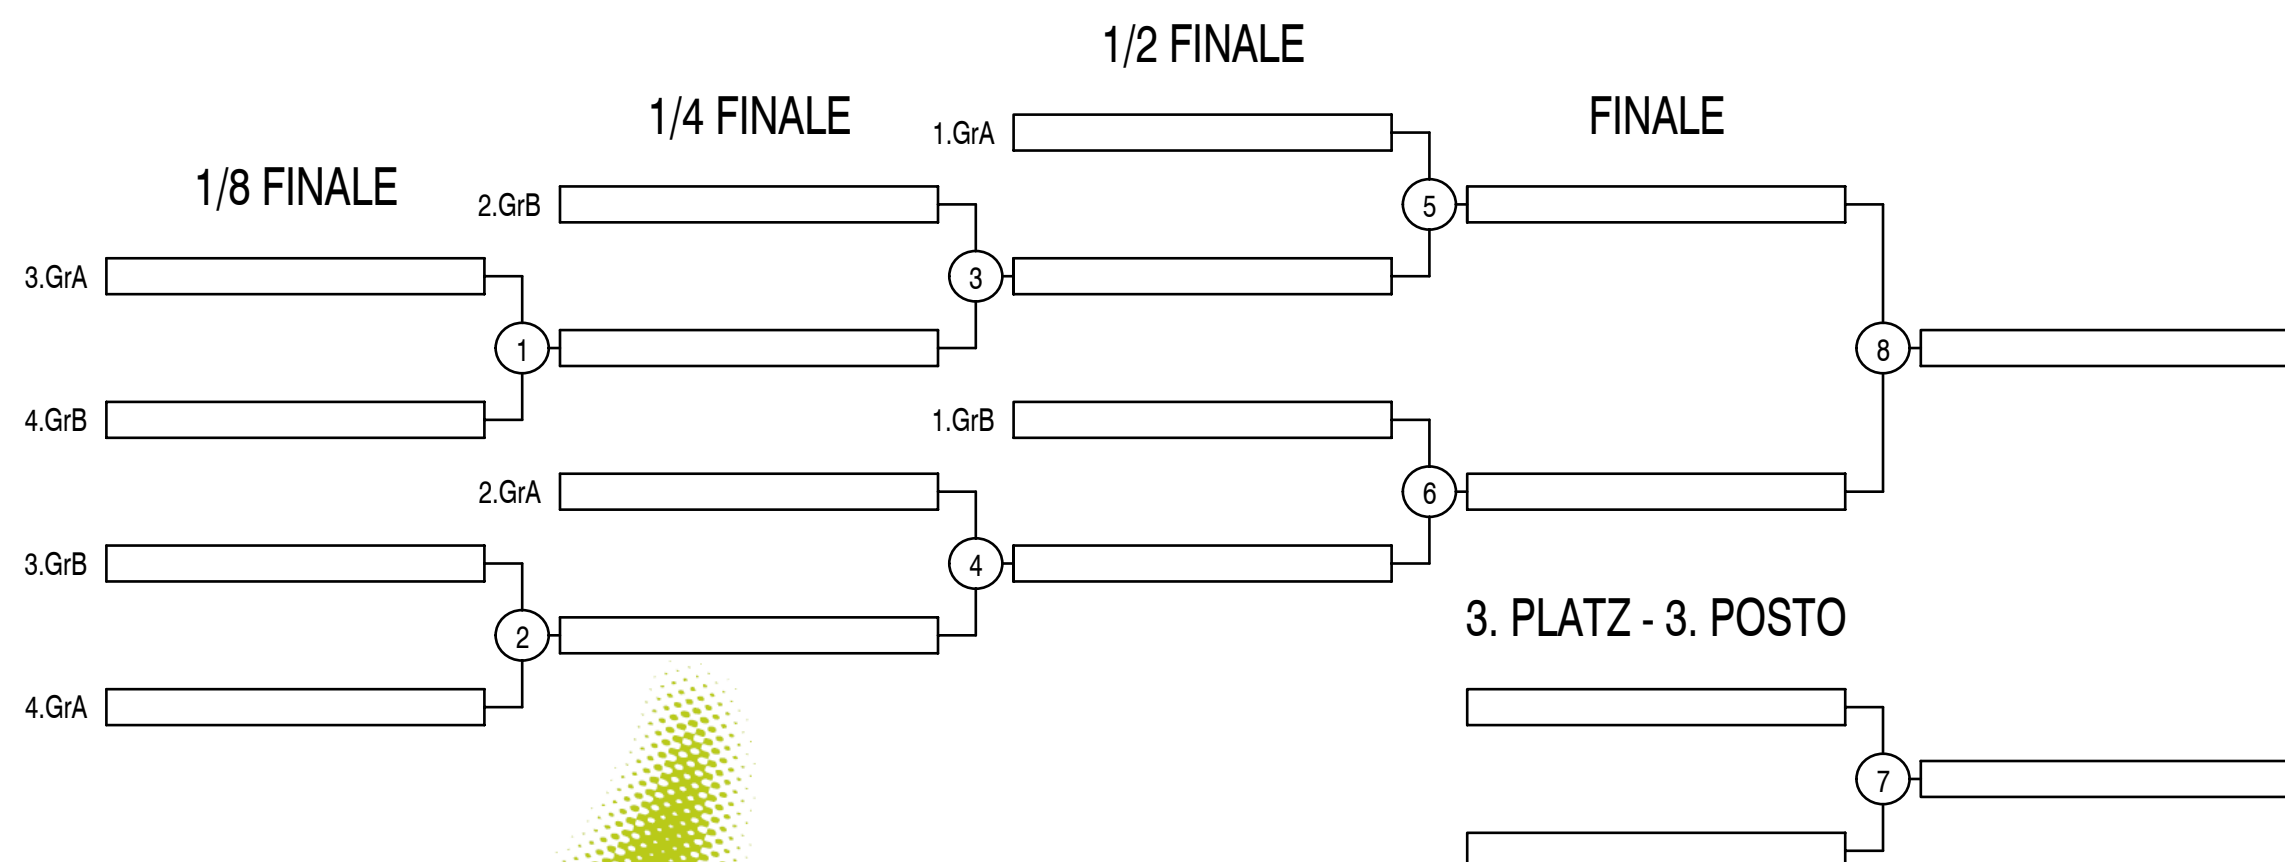 1/2 FINALE
1/4 FINALE
FINALE
1.GrA
1/8 FINALE
2.GrB
5
3.GrA
3
1
8
4.GrB
1.GrB
2.GrA
6
3.GrB
4
3. PLATZ - 3. POSTO
2
4.GrA
7